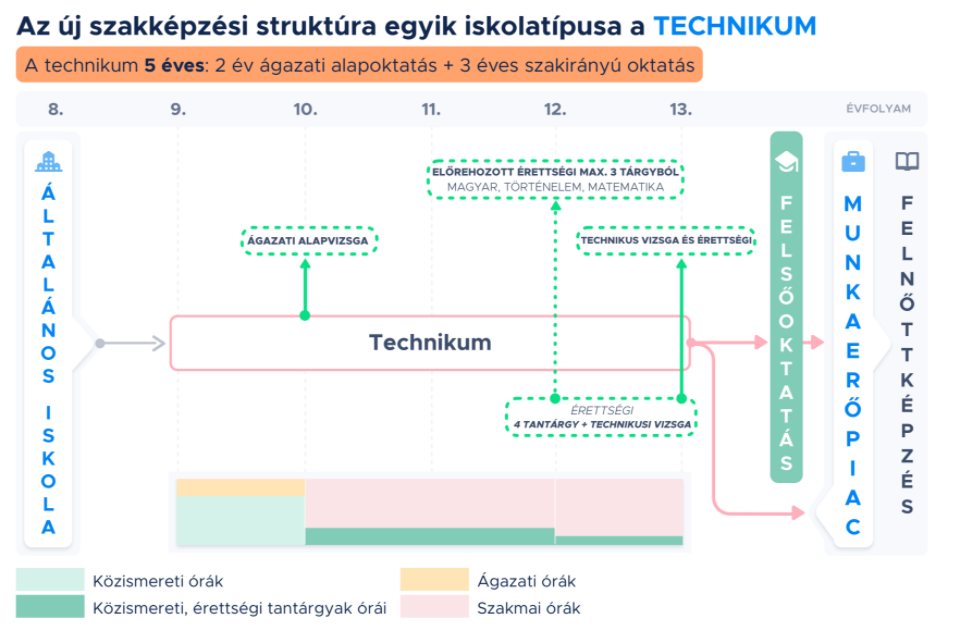 Az új szakképzési struktúra egyik iskolatípusa a TECHNIKUM
A technikum 5 éves: 2 év ágazati alapoktatás + 3 éves szakirányú oktatás
8. 9. 10. 11. 12. 13. ÉVFOLYAM
ÁLTALÁNOS ISKOLA
ELŐREHOZOTT ÉRETTSÉGI MAX. 3 TÁRGYBÓL
MAGYAR, TÖRTÉNELEM, MATEMATIKA
ÁGAZATI ALAPVIZSGA
TECHNIKUS VIZSGA ÉS ÉRETTSÉGI
Technikum
ÉRETTSÉGI
4 TANTÁRGY + TECHNIKUSI VIZSGA
FELSŐOKTATÁS
MUNKAERŐPIAC
FELNŐTTKÉPZÉS
Közismereti órák
Ágazati órák
Közismereti, érettségi tantárgyak órái
Szakmai órák